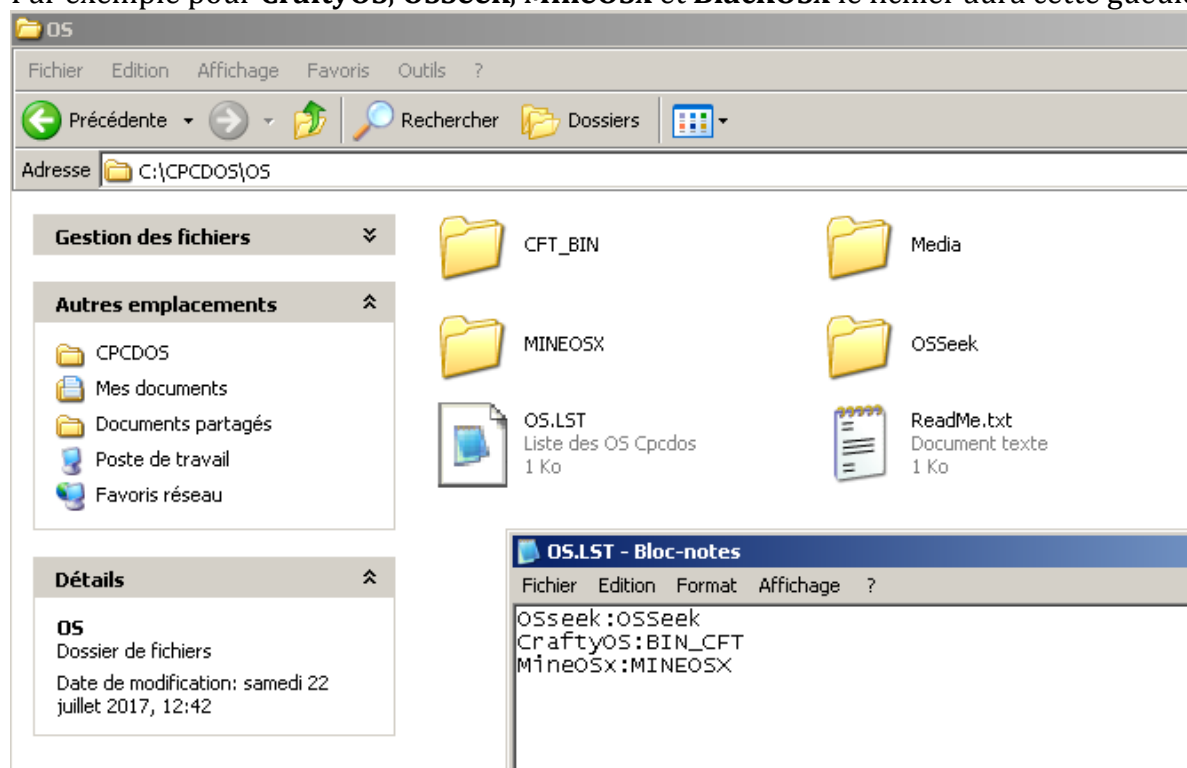 Par exemple pour CraftyOS, OSseek, MineOSx et BlackOSx le fichier aura cette gueule
OS
Fichier Edition Affichage Favoris Outils ?
Précédente Rechercher Dossiers
Adresse C:\CPCDOS\OS
Gestion des fichiers
Autres emplacements
CPCDOS
Mes documents
Documents partagés
Poste de travail
Favoris réseau
Détails
OS
Dossier de fichiers
Date de modification: samedi 22
juillet 2017, 12:42
CFT_BIN
Media
MINEOSX
OSSeek
OS.LST
Liste des OS Cpcdos
1 Ko
ReadMe.txt
Document texte
1 Ko
OS.LST - Bloc-notes
Fichier Edition Format Affichage ?
OSseek:OSSeek
CraftyOS:BIN_CFT
MineOSx:MINEOSX